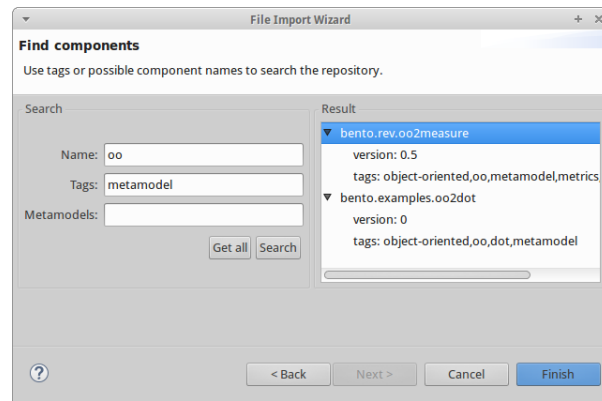 File Import Wizard
Find components
Use tags or possible component names to search the repository.
Search
Name: oo
Tags: metamodel
Metamodels:
Get all Search
Result
bento.rev.oo2measure
version: 0.5
tags: object-oriented,oo,metamodel,metrics,
bento.examples.oo2dot
version: 0
tags: object-oriented,oo,dot,metamodel
? < Back Next > Cancel Finish